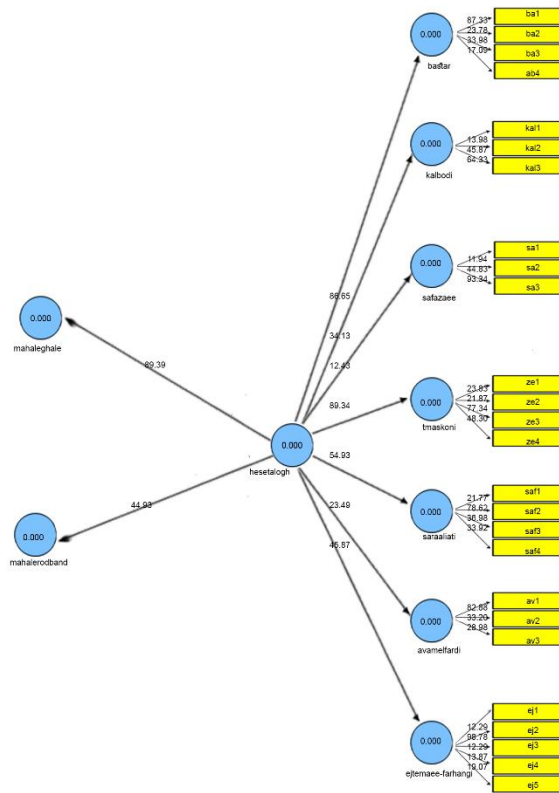 ba1
87.33
0.000
23.78
ba2
33.98
ba3
17.09
ab4
bastar
kal1
13.98
0.000
45.87
kal2
64.33
kal3
kalbodi
sa1
11.94
0.000
44.83
sa2
93.34
sa3
safazaee
86.65
0.000
34.13
mahaleghale
12.43
89.39
ze1
23.83
0.000
21.87
ze2
77.34
ze3
48.30
ze4
89.34
tmaskoni
0.000
hesetalogh
54.93
saf1
21.77
0.000
78.62
saf2
36.98
saf3
33.92
saf4
44.93
23.49
saraaliati
0.000
mahalerodband
45.87
av1
82.88
0.000
33.20
av2
28.98
av3
avamelfardi
ej1
12.29
ej2
98.78
0.000
12.29
ej3
13.87
ej4
19.07
ej5
ejtemaee-farhangi